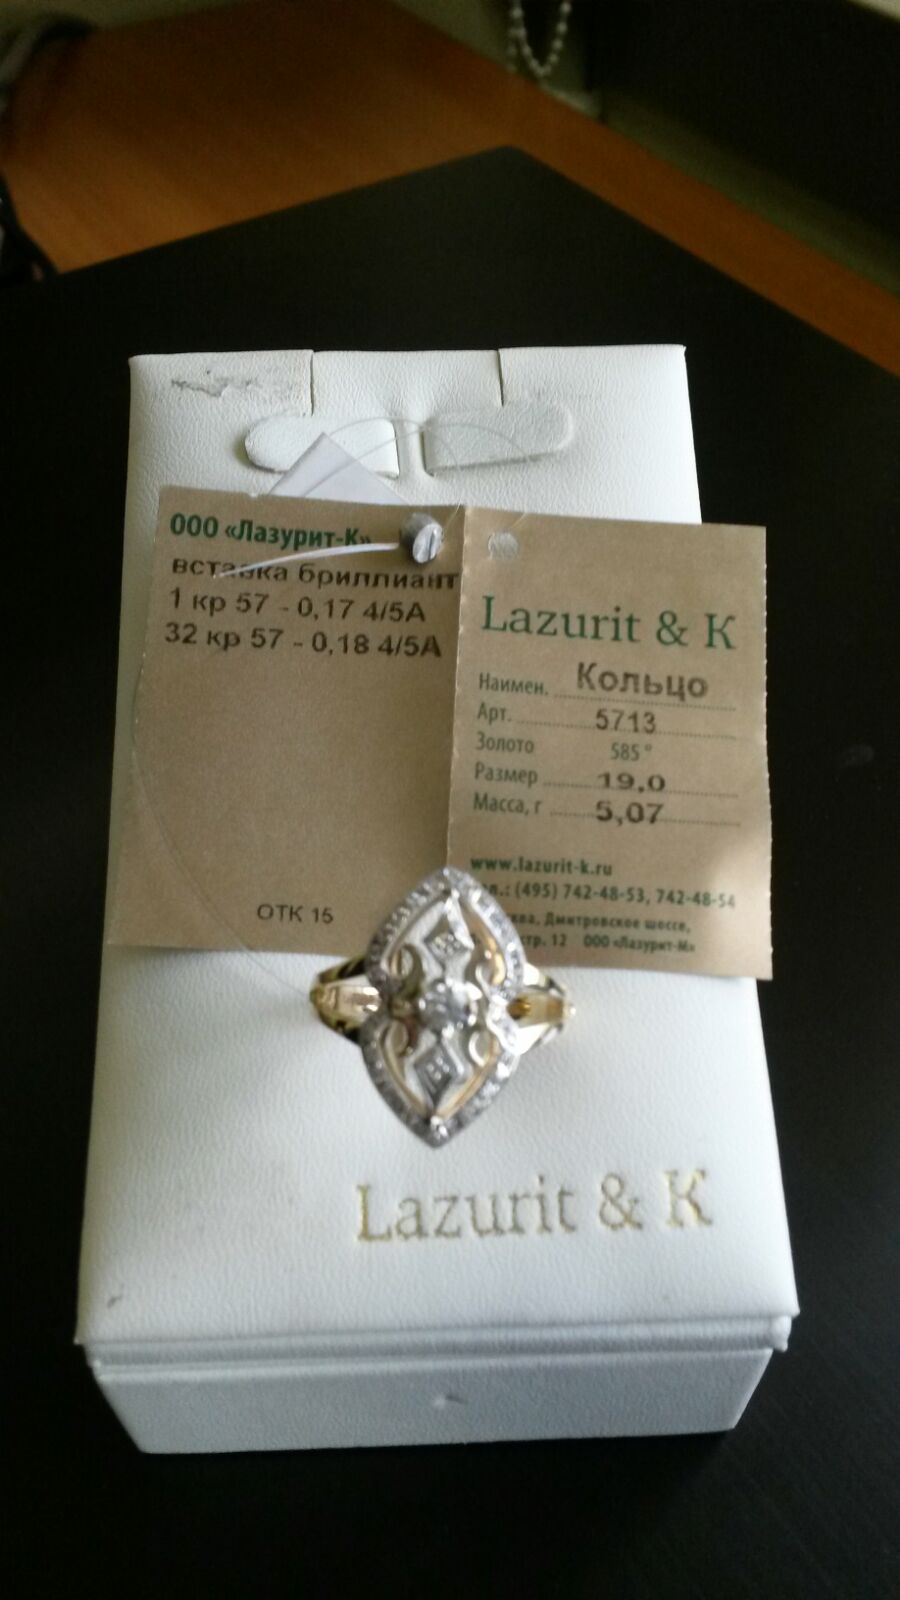 ООО «Лазурит-К»
вставка бриллиант
1 кр 57 - 0,17 4/5А
32 кр 57 - 0,18 4/5А
ОТК 15
Lazurit & K
Наимен. Кольцо
Арт. 5713
Золото 585°
Размер 19,0
Масса, г 5,07
www.lazurit-k.ru
(495) 742-48-53, 742-48-54
Дмитровское шоссе,
стр. 12 ООО «Лазурит-М»
Lazurit & K